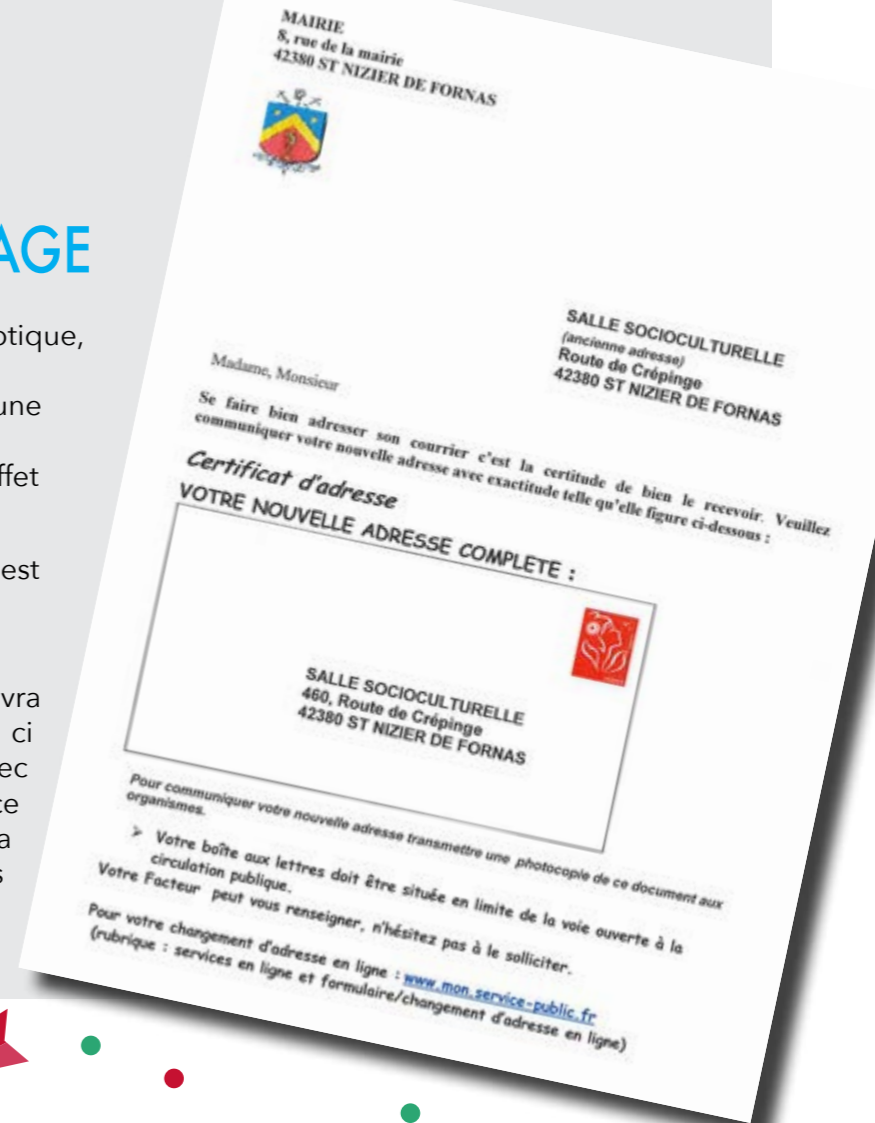 AGE
ptique,
une
ffet
est
vra
ci
ec
ce
a
s
MAIRIE
8, rue de la mairie
42380 ST NIZIER DE FORNAS
SALLE SOCIOCULTURELLE
(ancienne adresse)
Route de Crépinge
42380 ST NIZIER DE FORNAS
Madame, Monsieur
Se faire bien adresser son courrier c'est la certitude de bien le recevoir. Veuillez
communiquer votre nouvelle adresse avec exactitude telle qu'elle figure ci-dessous :
Certificat d'adresse
VOTRE NOUVELLE ADRESSE COMPLETE :
SALLE SOCIOCULTURELLE
460, Route de Crépinge
42380 ST NIZIER DE FORNAS
Pour communiquer votre nouvelle adresse transmettre une photocopie de ce document aux
organismes.
➢ Votre boîte aux lettres doit être située en limite de la voie ouverte à la
circulation publique.
Votre Facteur peut vous renseigner, n'hésitez pas à le solliciter.
Pour votre changement d'adresse en ligne : www.mon.service-public.fr
(rubrique : services en ligne et formulaire/changement d'adresse en ligne)